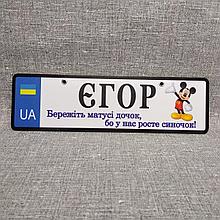 ЄГОР
UA
Бережіть матусі дочок,
бо у нас росте синочок!